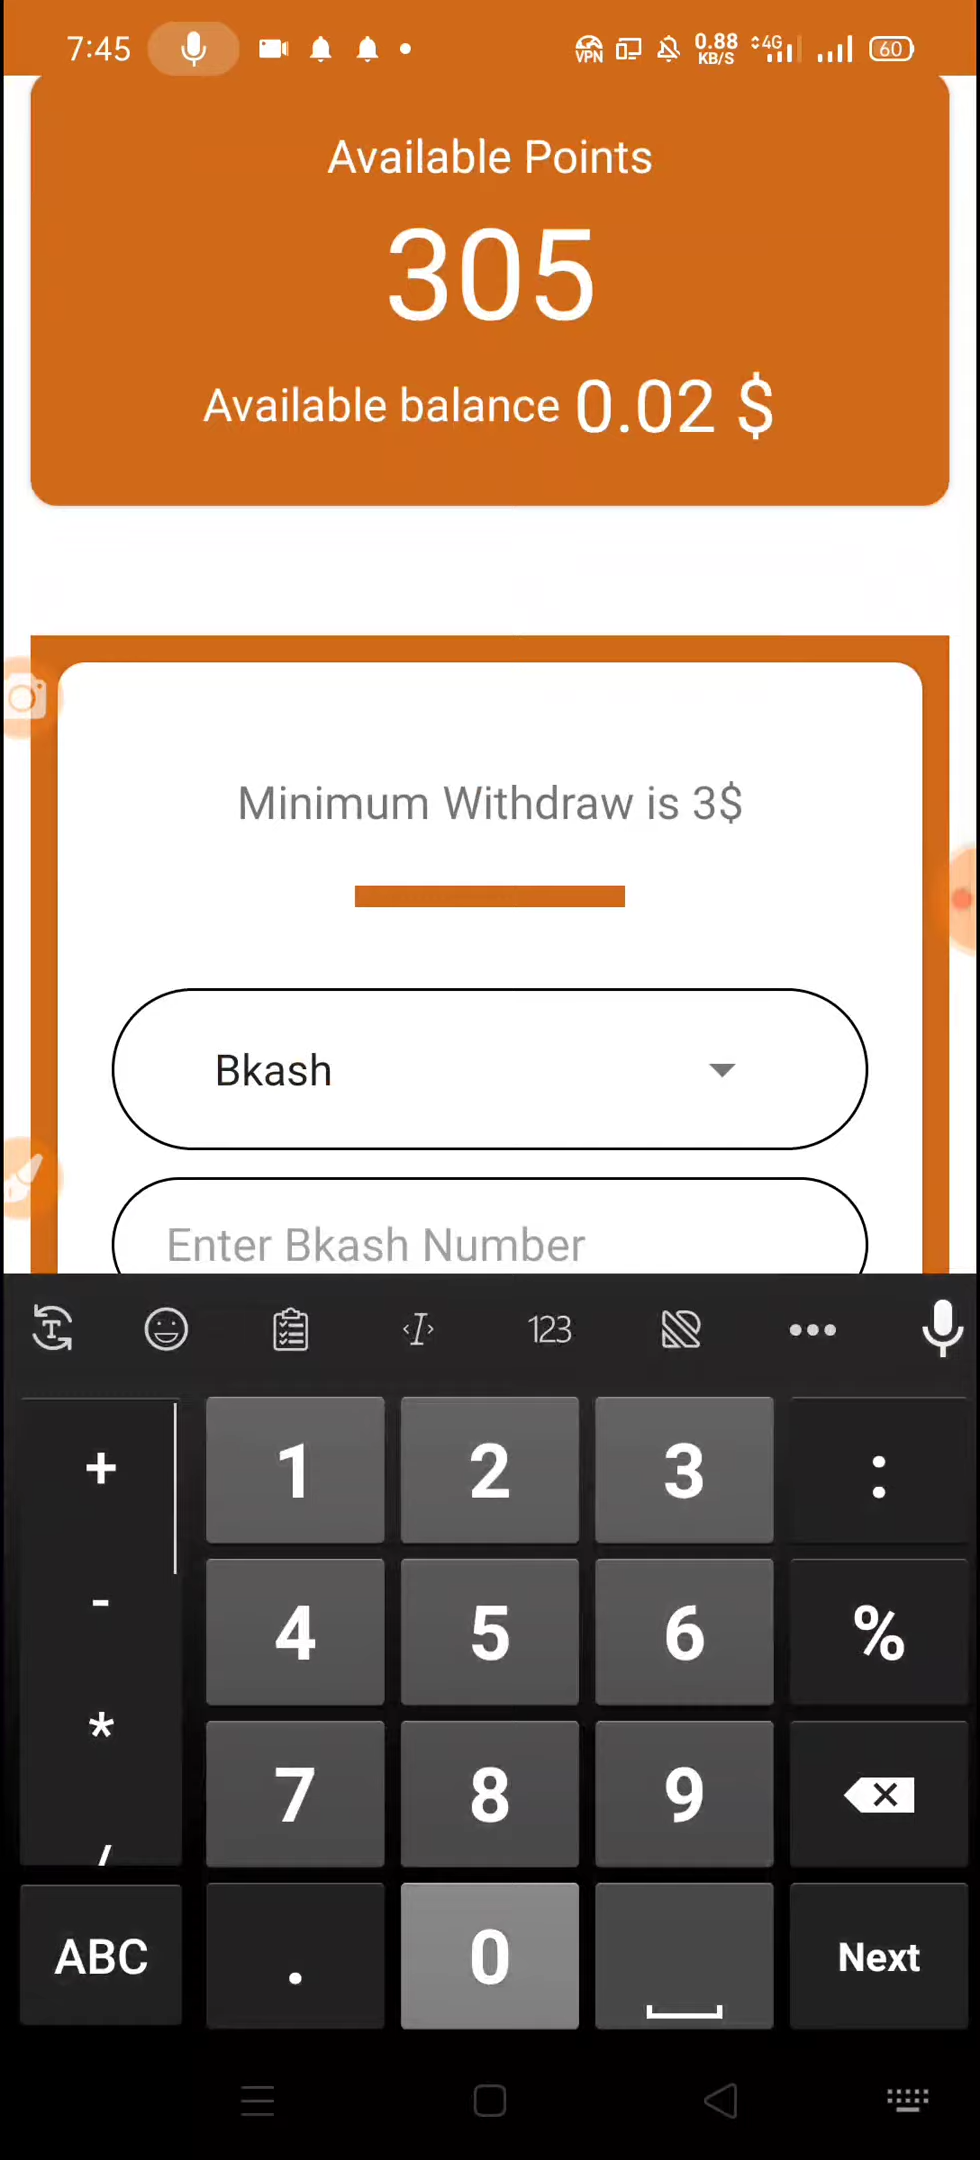 7:45 VPN 0.88 KB/S 4G 60
Available Points
305
Available balance 0.02 $
Minimum Withdraw is 3$
Bkash
Enter Bkash Number
T I 123
+ 1 2 3 :
- 4 5 6 %
* 7 8 9
/
ABC . 0 Next